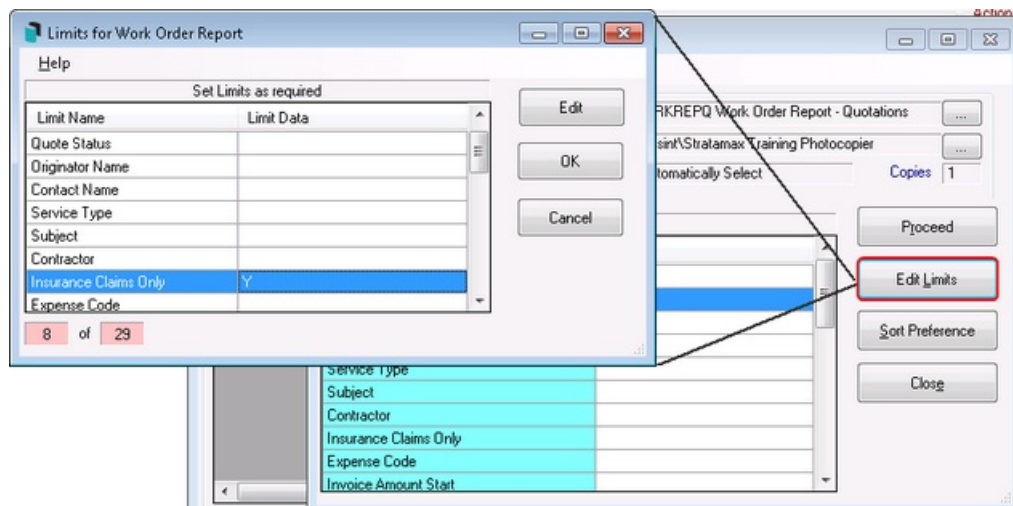 Action
Limits for Work Order Report
Help
Set Limits as required
Limit Name Limit Data
Quote Status
Originator Name
Contact Name
Service Type
Subject
Contractor
Insurance Claims Only Y
Expense Code
8 of 29
Edit
OK
Cancel
RKREPQ Work Order Report - Quotations ...
sint\Stratamax Training Photocopier ...
tomatically Select Copies 1
Proceed
Edit Limits
Sort Preference
Close
Service Type
Subject
Contractor
Insurance Claims Only
Expense Code
Invoice Amount Start